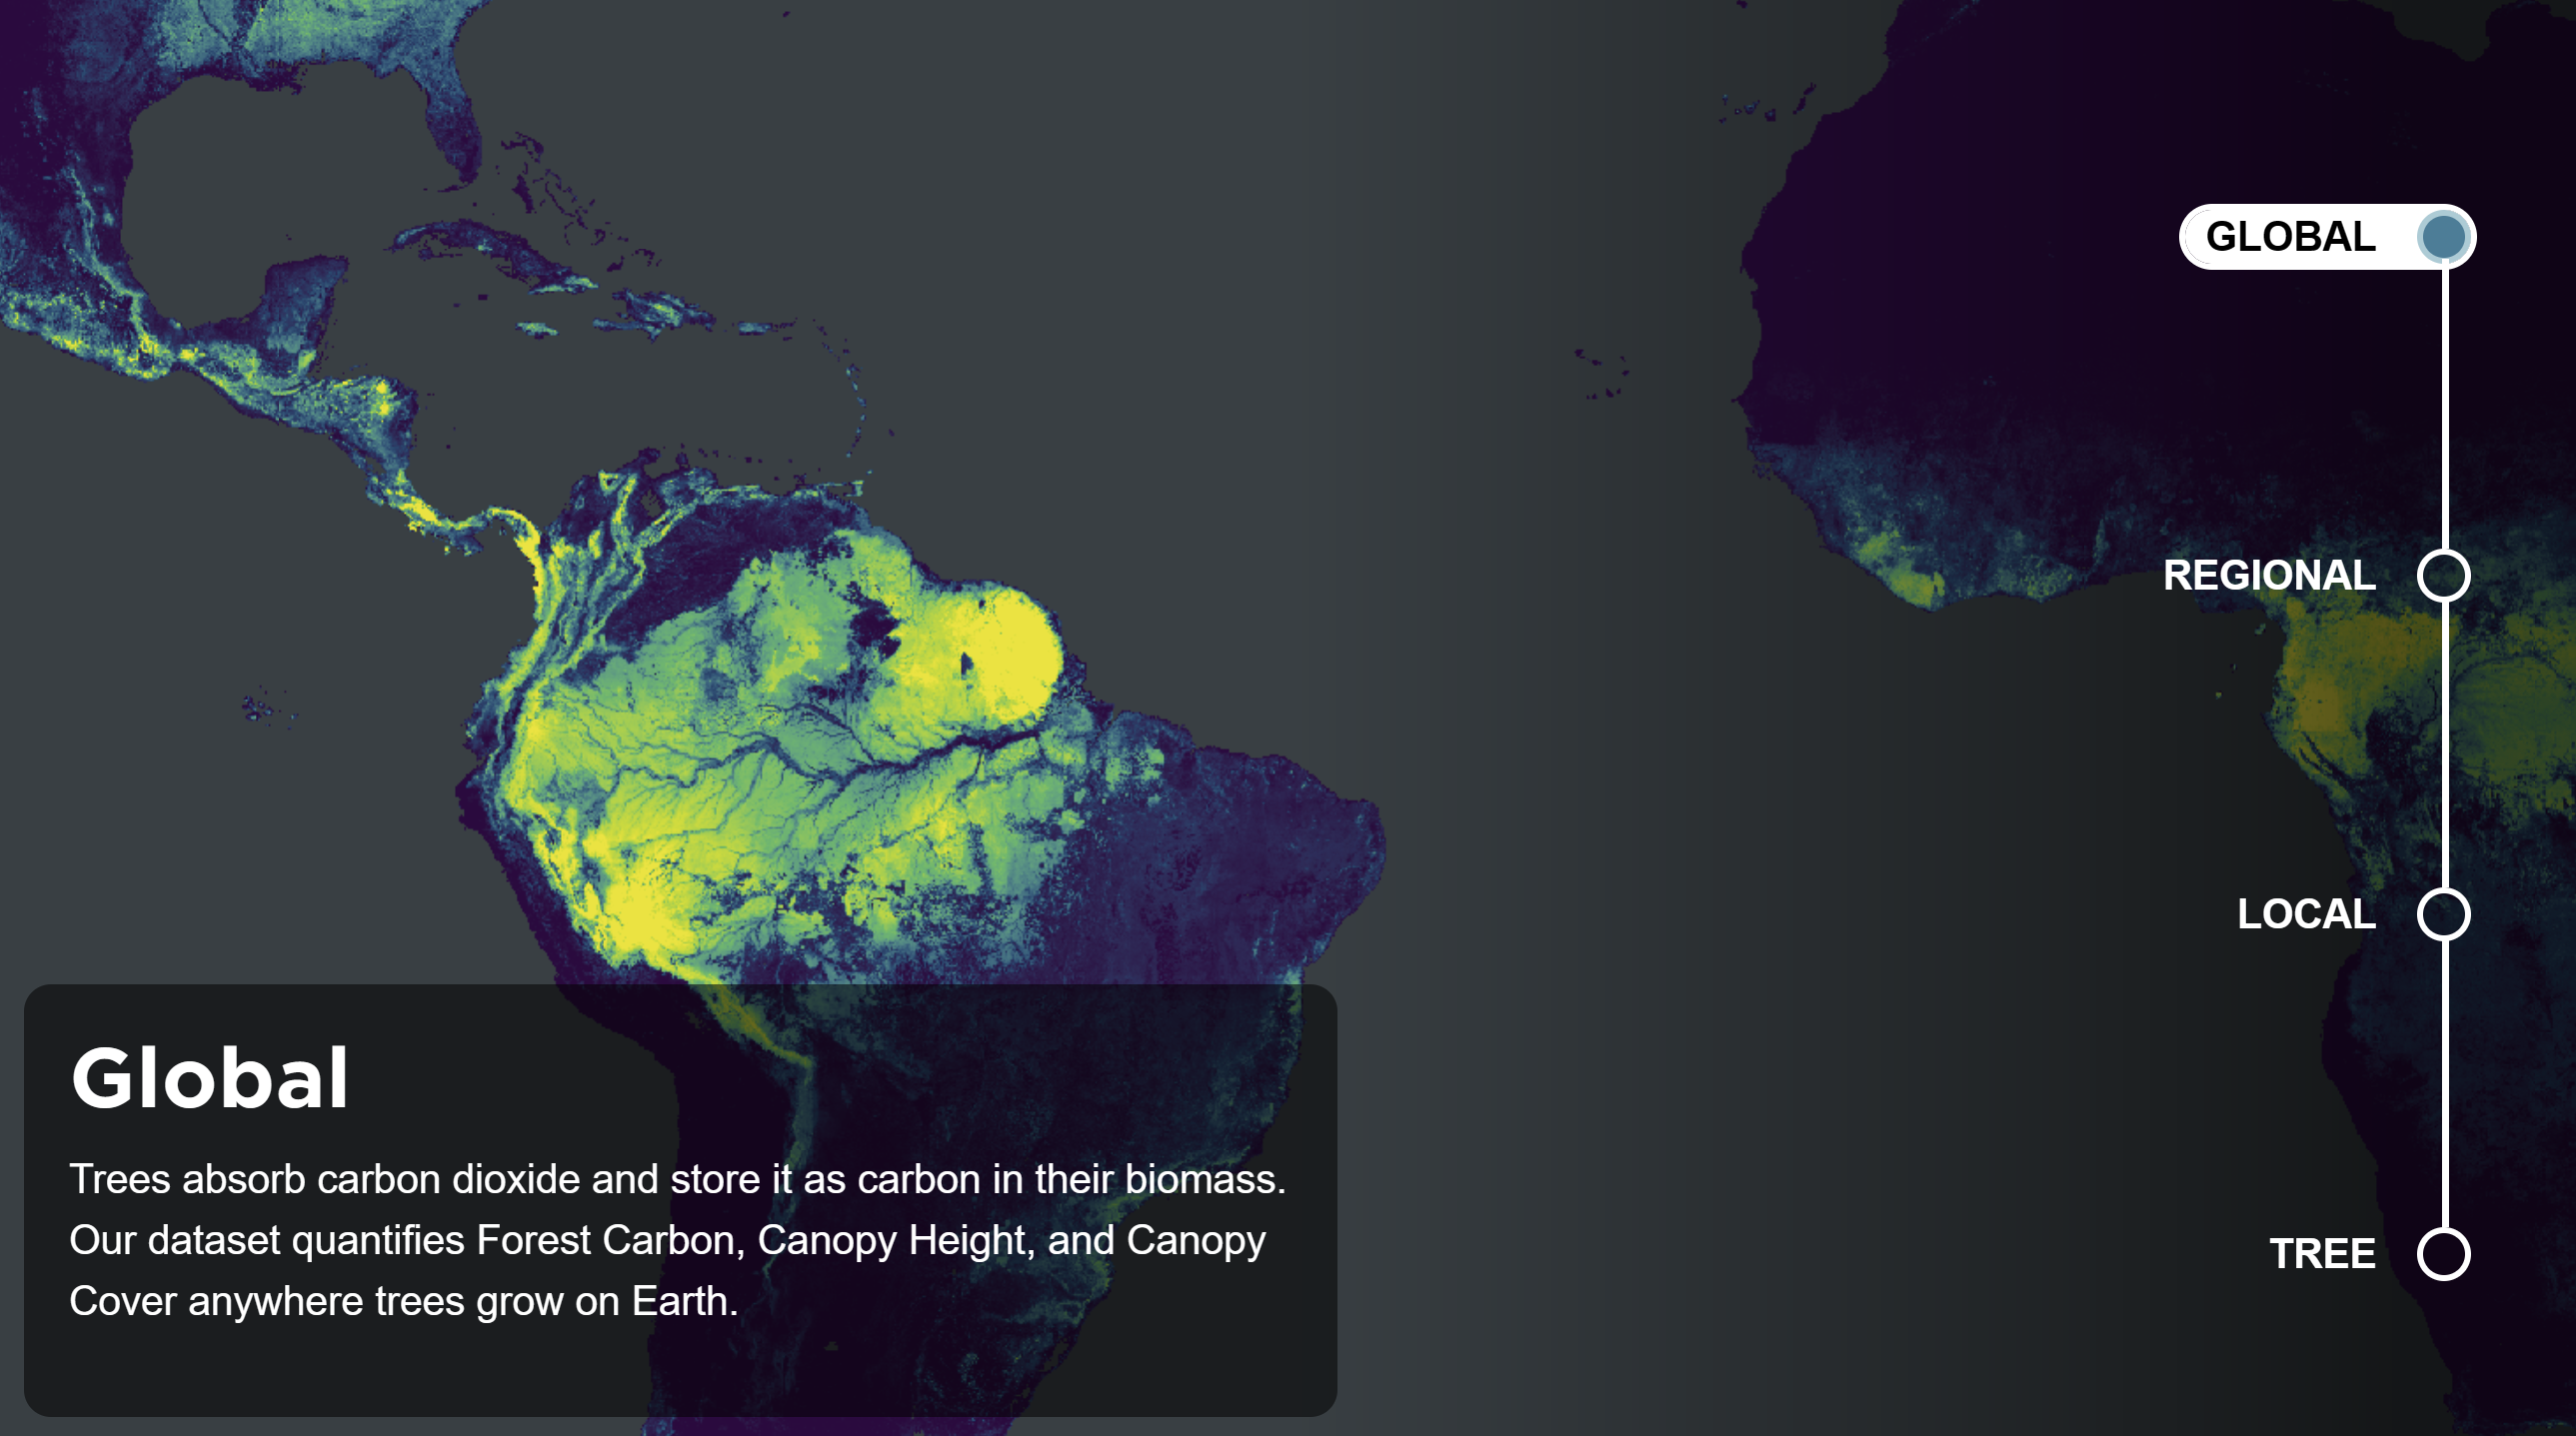 GLOBAL
REGIONAL
LOCAL
TREE
Global
Trees absorb carbon dioxide and store it as carbon in their biomass.
Our dataset quantifies Forest Carbon, Canopy Height, and Canopy
Cover anywhere trees grow on Earth.